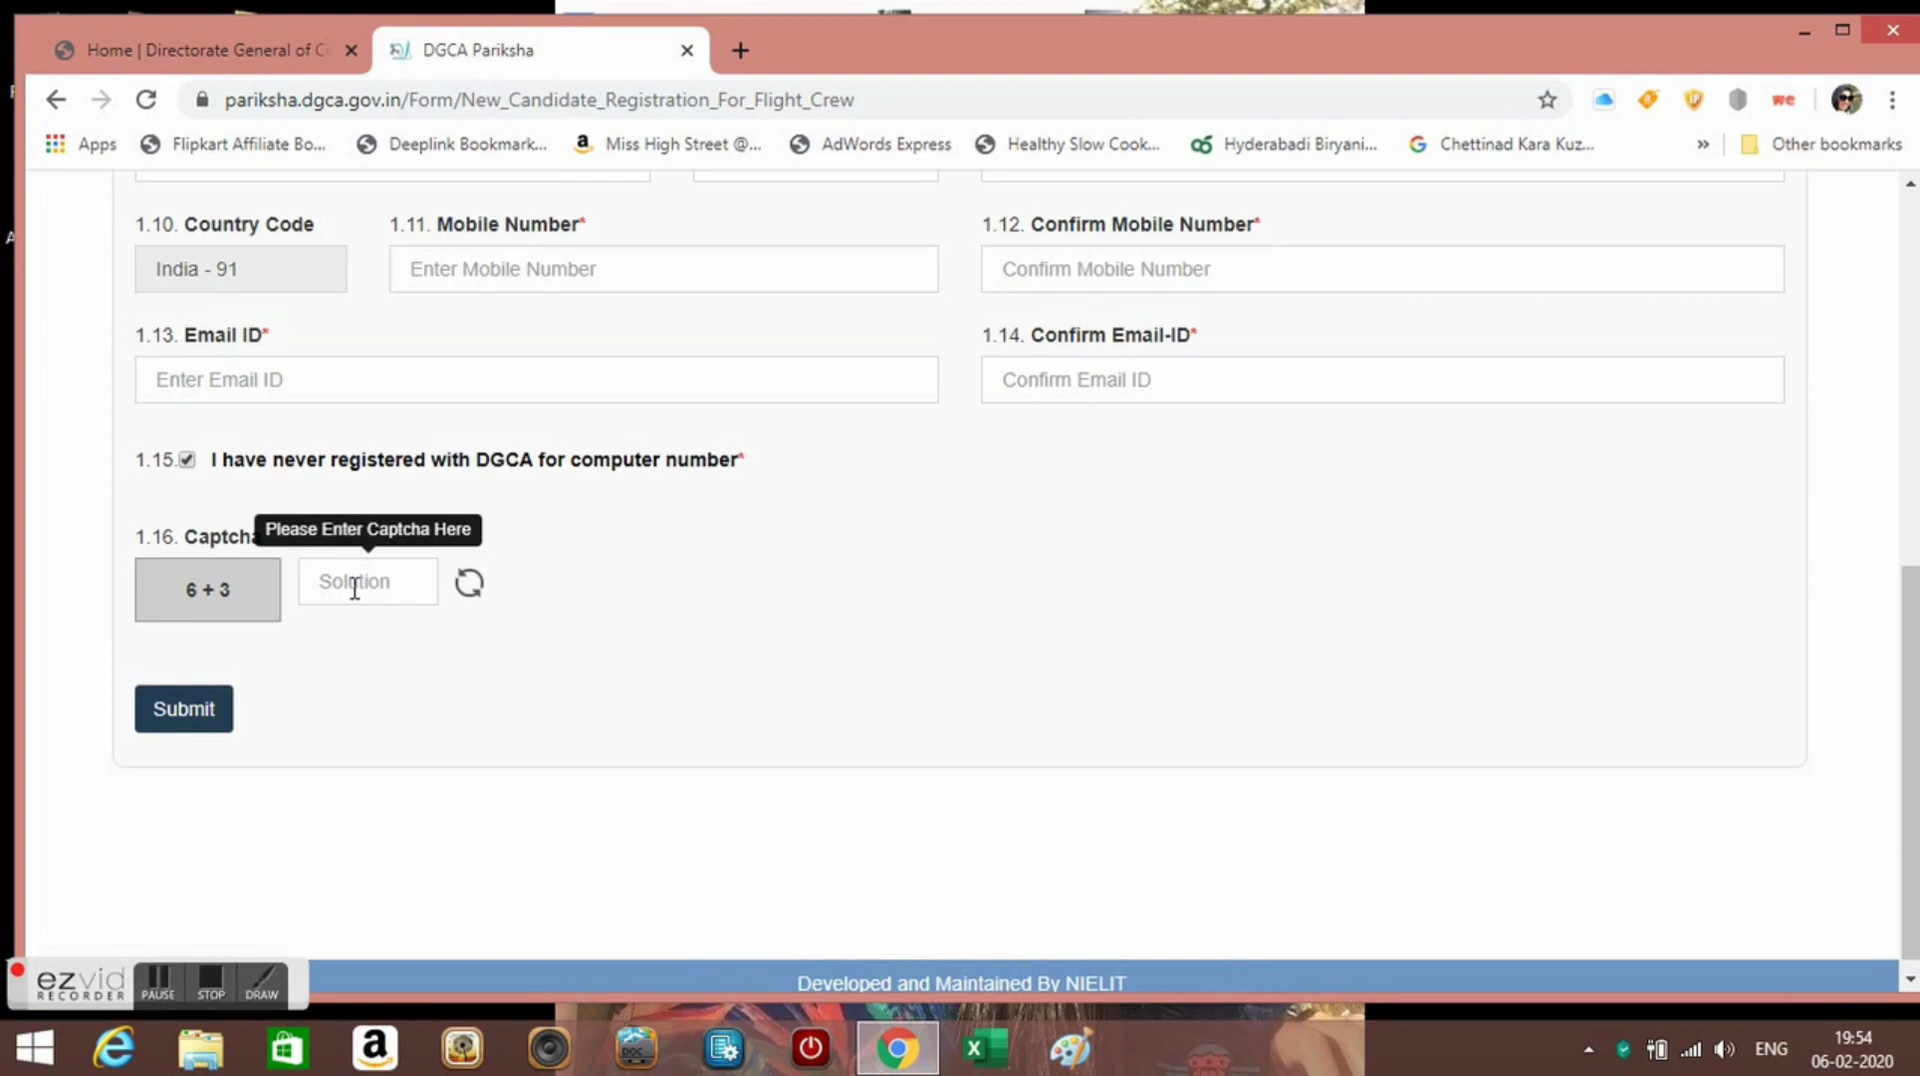 Home | Directorate General of Ci
DGCA Pariksha
pariksha.dgca.gov.in/Form/New_Candidate_Registration_For_Flight_Crew
we
Apps
Flipkart Affiliate Bo...
Deeplink Bookmark...
Miss High Street @...
AdWords Express
Healthy Slow Cook...
Hyderabadi Biryani...
Chettinad Kara Kuz...
»
Other bookmarks
1.10. Country Code
1.11. Mobile Number*
1.12. Confirm Mobile Number*
India - 91
Enter Mobile Number
Confirm Mobile Number
1.13. Email ID*
1.14. Confirm Email-ID*
Enter Email ID
Confirm Email ID
1.15. I have never registered with DGCA for computer number*
Please Enter Captcha Here
1.16. Captcha
6 + 3
Solution
Submit
Developed and Maintained By NIELIT
ezvid
RECORDER
PAUSE
STOP
DRAW
DOC
ENG
19:54
06-02-2020